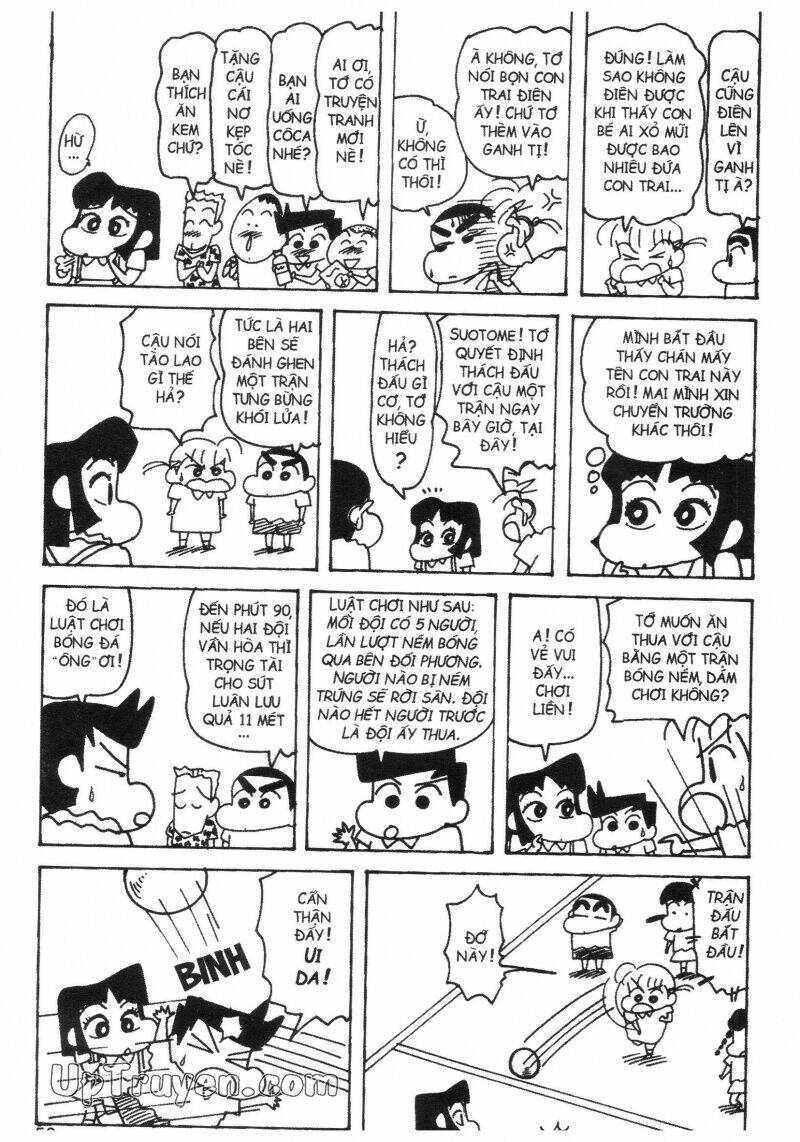 CẬU
CŨNG
ĐIÊN
LÊN
VÌ
GANH
TỊ À?
ĐÚNG! LÀM
SAO KHÔNG
ĐIÊN ĐƯỢC
KHI THẤY CON
BÉ AI XỎ MŨI
ĐƯỢC BAO
NHIÊU ĐỨA
CON TRAI...
À KHÔNG, TỚ
NÓI BỌN CON
TRAI ĐIÊN
ẤY! CHỨ TỚ
THÈM VÀO
GANH TỊ!
Ừ,
KHÔNG
CÓ THÌ
THÔI!
AI ƠI,
TỚ CÓ
TRUYỆN
TRANH
MỚI
NÈ!
BẠN
AI
UỐNG
CÔCA
NHÉ?
TẶNG
CẬU
CÁI
NƠ
KẸP
TÓC
NÈ!
BẠN
THÍCH
ĂN
KEM
CHỨ?
HỪ
...
MÌNH BẮT ĐẦU
THẤY CHÁN MẤY
TÊN CON TRAI NÀY
RỒI! MAI MÌNH XIN
CHUYỂN TRƯỜNG
KHÁC THÔI!
SUOTOME! TỚ
QUYẾT ĐỊNH
THÁCH ĐẤU
VỚI CẬU MỘT
TRẬN NGAY
BÂY GIỜ, TẠI
ĐÂY!
HẢ?
THÁCH
ĐẤU GÌ
CƠ, TỚ
KHÔNG
HIỂU
?
TỨC LÀ HAI
BÊN SẼ
ĐÁNH GHEN
MỘT TRẬN
TƯNG BỪNG
KHÓI LỬA!
CẬU NÓI
TÀO LAO
GÌ THẾ
HẢ?
TỚ MUỐN ĂN
THUA VỚI CẬU
BẰNG MỘT TRẬN
BÓNG NÉM, DÁM
CHƠI KHÔNG?
A! CÓ
VẺ VUI
ĐẤY...
CHƠI
LIỀN!
LUẬT CHƠI NHƯ SAU:
MỖI ĐỘI CÓ 5 NGƯỜI,
LẦN LƯỢT NÉM BÓNG
QUA BÊN ĐỐI PHƯƠNG.
NGƯỜI NÀO BỊ NÉM
TRÚNG SẼ RỜI SÂN. ĐỘI
NÀO HẾT NGƯỜI TRƯỚC
LÀ ĐỘI ẤY THUA.
ĐẾN PHÚT 90,
NẾU HAI ĐỘI
VẪN HÒA THÌ
TRỌNG TÀI
CHO SÚT
LUÂN LƯU
QUẢ 11 MÉT
...
ĐÓ LÀ
LUẬT CHƠI
BÓNG ĐÁ
"ÔNG" ƠI!
TRẬN
ĐẤU
BẮT
ĐẦU!
ĐỠ
NÀY!
CẨN
THẬN
ĐẤY!
UI
DA!
BINH
UpTruyen.com